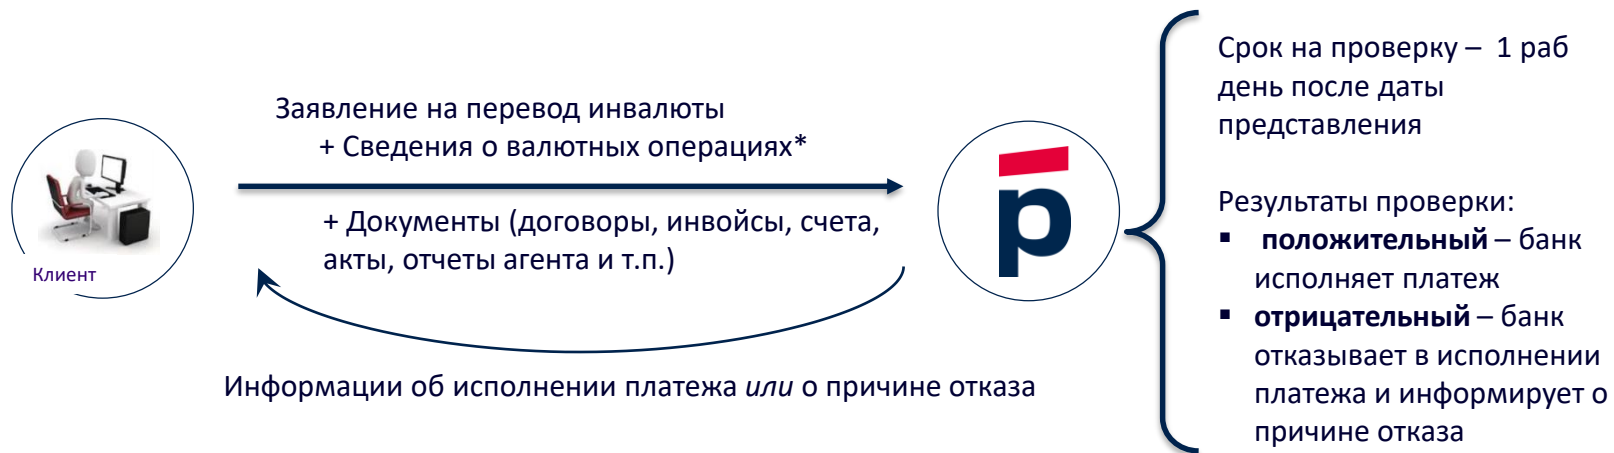 Заявление на перевод инвалюты
+ Сведения о валютных операциях*
+ Документы (договоры, инвойсы, счета,
акты, отчеты агента и т.п.)
Клиент
Информации об исполнении платежа или о причине отказа
р
Срок на проверку – 1 раб
день после даты
представления
Результаты проверки:
▪ положительный – банк
исполняет платеж
▪ отрицательный – банк
отказывает в исполнении
платежа и информирует о
причине отказа